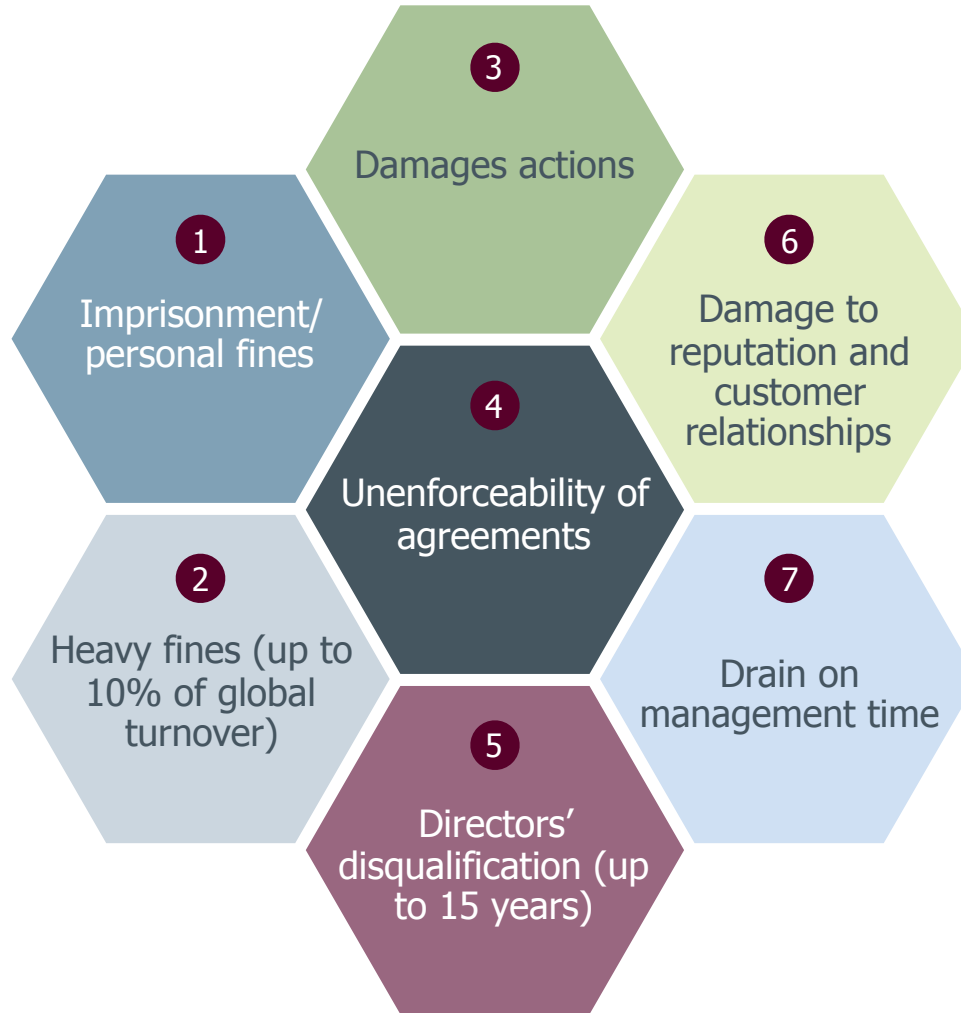 1
Imprisonment/
personal fines
2
Heavy fines (up to
10% of global
turnover)
3
Damages actions
4
Unenforceability of
agreements
5
Directors’
disqualification (up
to 15 years)
6
Damage to
reputation and
customer
relationships
7
Drain on
management time